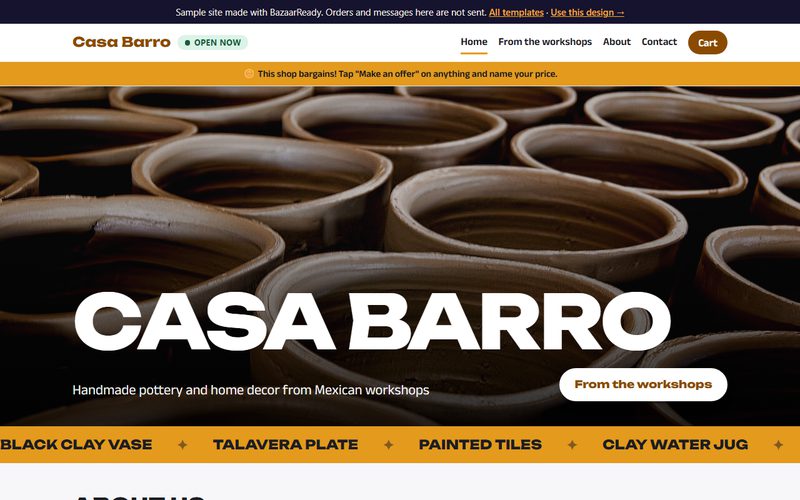 Sample site made with BazaarReady. Orders and messages here are not sent. All templates · Use this design →
Casa Barro
OPEN NOW
Home
From the workshops
About
Contact
Cart
This shop bargains! Tap "Make an offer" on anything and name your price.
CASA BARRO
Handmade pottery and home decor from Mexican workshops
From the workshops
BLACK CLAY VASE ✦ TALAVERA PLATE ✦ PAINTED TILES ✦ CLAY WATER JUG ✦
ABOUT US